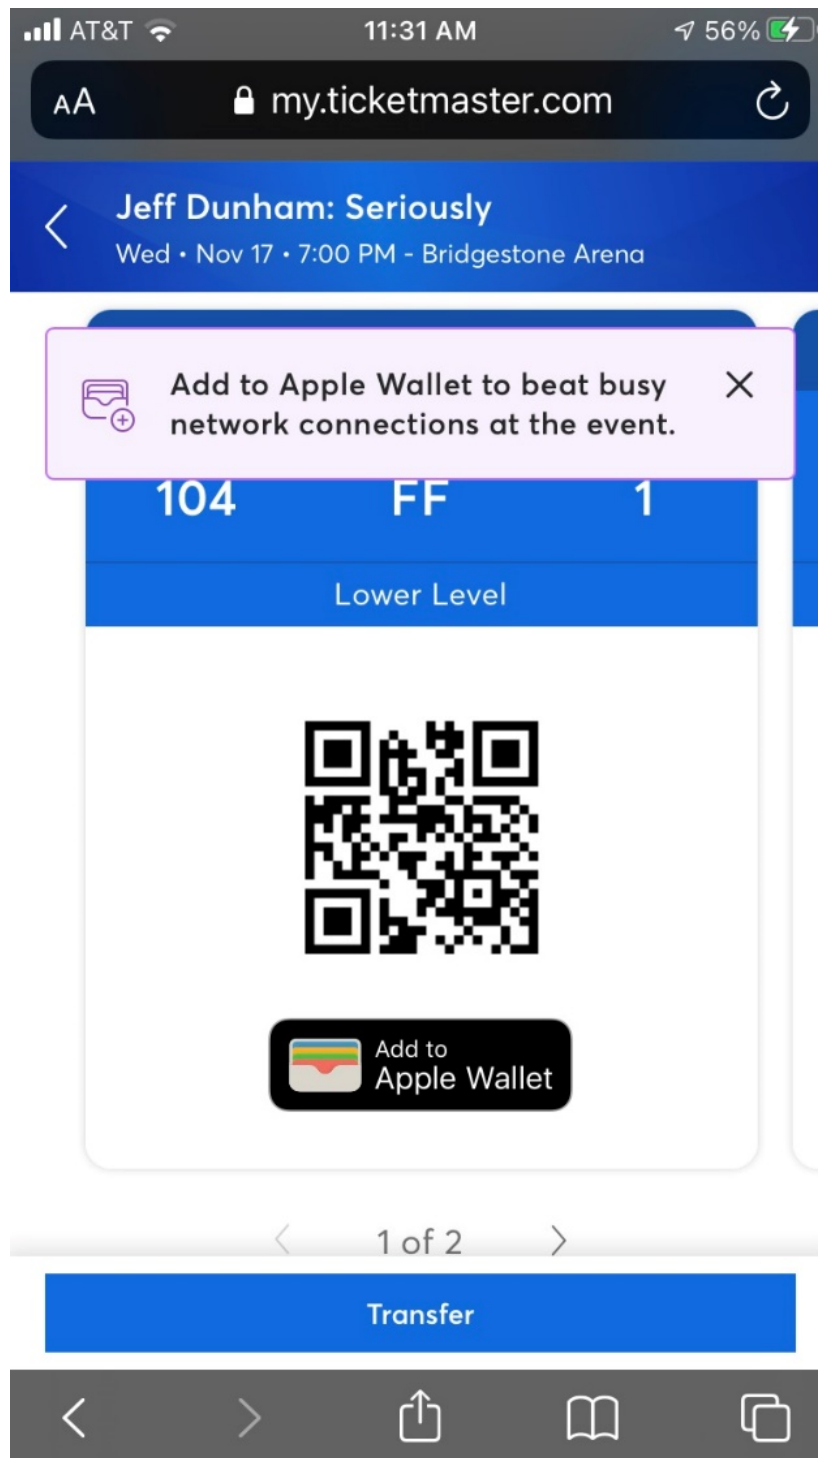 AT&T 11:31 AM 56%
AA my.ticketmaster.com
Jeff Dunham: Seriously
Wed • Nov 17 • 7:00 PM - Bridgestone Arena
Add to Apple Wallet to beat busy
network connections at the event.
104 FF 1
Lower Level
Add to
Apple Wallet
1 of 2
Transfer